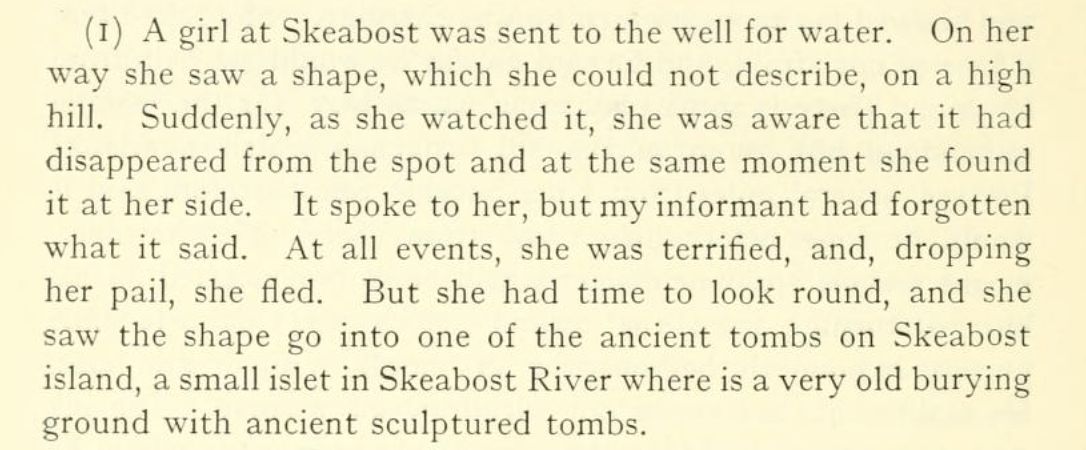 (1) A girl at Skeabost was sent to the well for water. On her
way she saw a shape, which she could not describe, on a high
hill. Suddenly, as she watched it, she was aware that it had
disappeared from the spot and at the same moment she found
it at her side. It spoke to her, but my informant had forgotten
what it said. At all events, she was terrified, and, dropping
her pail, she fled. But she had time to look round, and she
saw the shape go into one of the ancient tombs on Skeabost
island, a small islet in Skeabost River where is a very old burying
ground with ancient sculptured tombs.